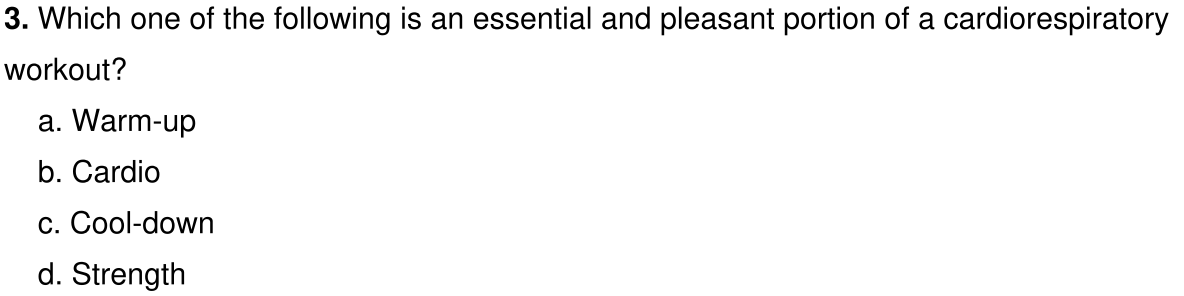 3. Which one of the following is an essential and pleasant portion of a cardiorespiratory
workout?
a. Warm-up
b. Cardio
c. Cool-down
d. Strength